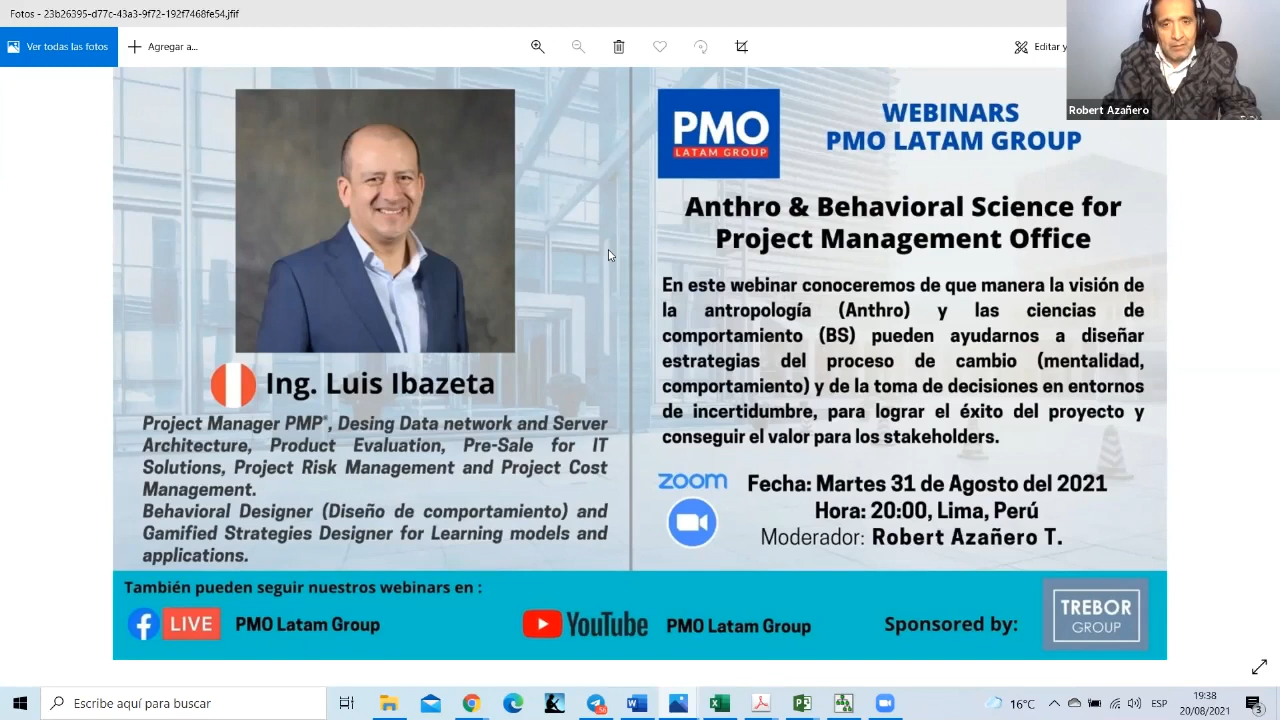 Fotos - 23b26395-d77c-43a3-9f72-192f7468fe54.jfif
Ver todas las fotos
Agregar a...
Editar y
Robert Azañero
PMO
LATAM GROUP
WEBINARS
PMO LATAM GROUP
Anthro & Behavioral Science for
Project Management Office
En este webinar conoceremos de que manera la visión de
la antropología (Anthro) y las ciencias de
comportamiento (BS) pueden ayudarnos a diseñar
estrategias del proceso de cambio (mentalidad,
comportamiento) y de la toma de decisiones en entornos
de incertidumbre, para lograr el éxito del proyecto y
conseguir el valor para los stakeholders.
zoom
Fecha: Martes 31 de Agosto del 2021
Hora: 20:00, Lima, Perú
Moderador: Robert Azañero T.
Ing. Luis Ibazeta
Project Manager PMP®, Desing Data network and Server
Architecture, Product Evaluation, Pre-Sale for IT
Solutions, Project Risk Management and Project Cost
Management.
Behavioral Designer (Diseño de comportamiento) and
Gamified Strategies Designer for Learning models and
applications.
También pueden seguir nuestros webinars en :
LIVE
PMO Latam Group
YouTube
PMO Latam Group
Sponsored by:
TREBOR
GROUP
Escribe aquí para buscar
16°C
ESP
19:38
20/08/2021